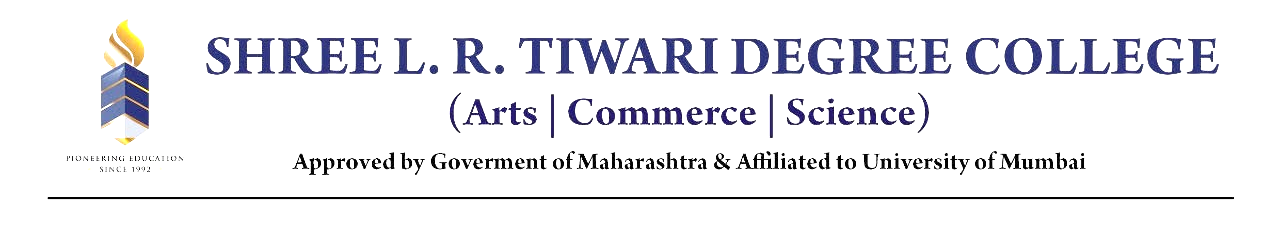 SHREE L. R. TIWARI DEGREE COLLEGE
(Arts | Commerce | Science)
Approved by Goverment of Maharashtra & Affiliated to University of Mumbai
PIONEERING EDUCATION
SINCE 1992